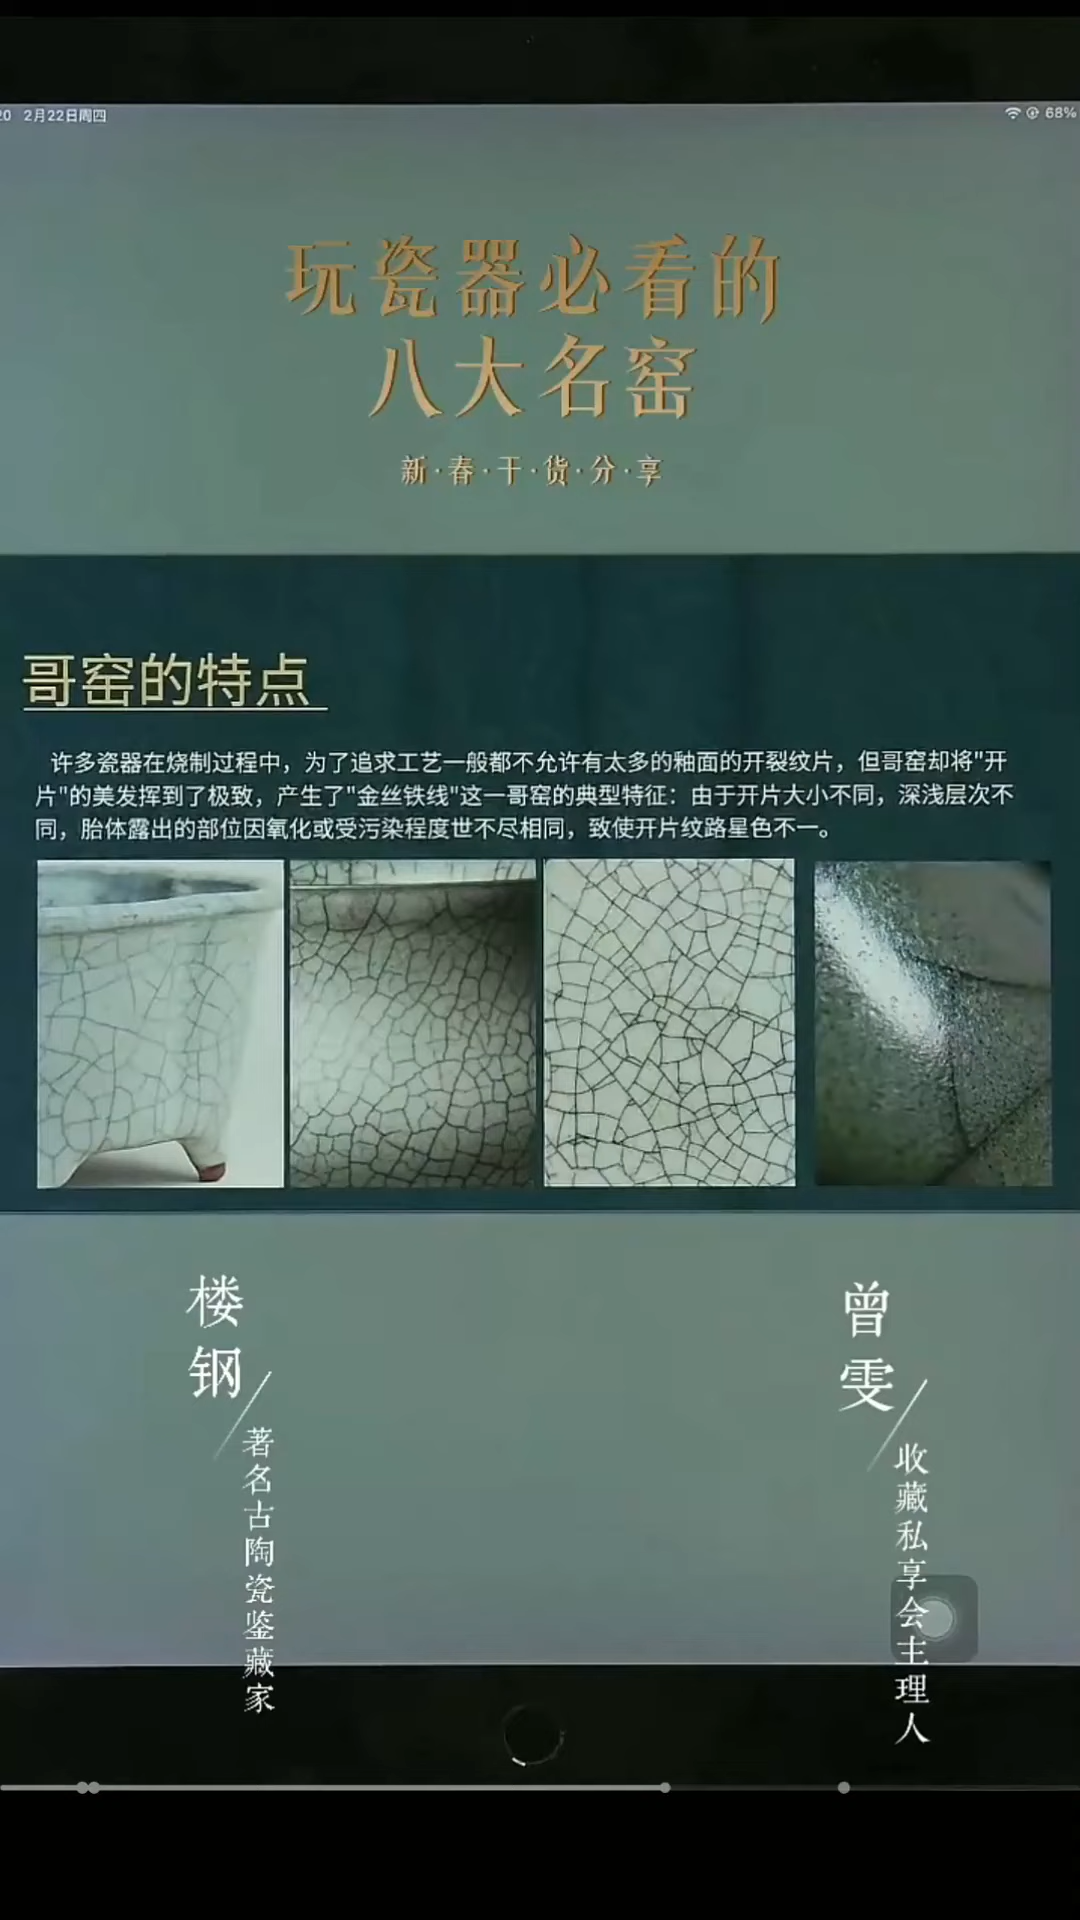 20 2月22日周四
68%
玩瓷器必看的
八大名窑
新·春·干·货·分·享
哥窑的特点
许多瓷器在烧制过程中，为了追求工艺一般都不允许有太多的釉面的开裂纹片，但哥窑却将"开
片"的美发挥到了极致，产生了"金丝铁线"这一哥窑的典型特征：由于开片大小不同，深浅层次不
同，胎体露出的部位因氧化或受污染程度世不尽相同，致使开片纹路星色不一。
楼钢
著名古陶瓷鉴藏家
曾雯
收藏私享会主理人